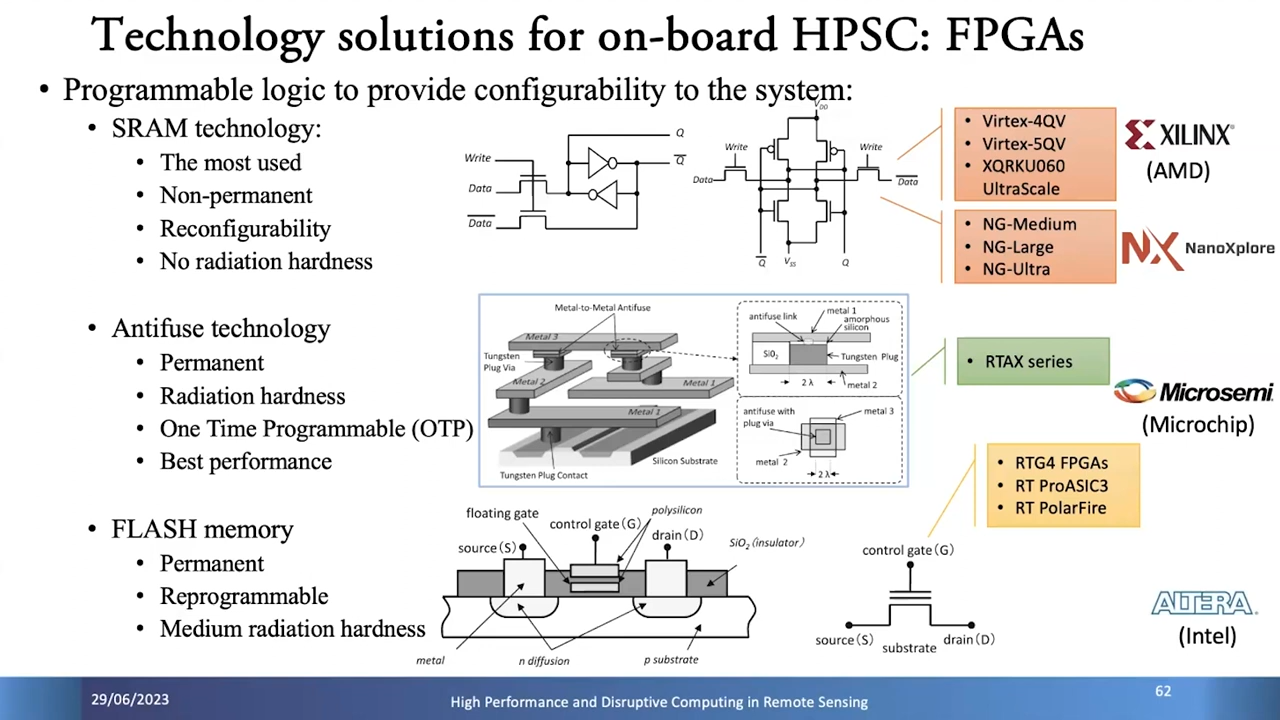 Technology solutions for on-board HPSC: FPGAs
• Programmable logic to provide configurability to the system:
• SRAM technology:
• The most used
• Non-permanent
• Reconfigurability
• No radiation hardness
Write
Data
Data
Q
Q
VDD
Write
Write
Data
Data
Q
VSS
Q
• Virtex-4QV
• Virtex-5QV
• XQRKU060
UltraScale
XILINX
(AMD)
• NG-Medium
• NG-Large
• NG-Ultra
NX NanoXplore
• Antifuse technology
• Permanent
• Radiation hardness
• One Time Programmable (OTP)
• Best performance
Metal-to-Metal Antifuse
Metal 3
Tungsten
Plug Via
Metal 2
Metal 1
Metal 1
Silicon Substrate
Tungsten Plug Contact
metal 1
antifuse link
amorphous
silicon
SiO2
Tungsten Plug
2 λ
metal 2
antifuse with
plug via
metal 3
metal 2
2 λ
• RTAX series
Microsemi
(Microchip)
• RTG4 FPGAs
• RT ProASIC3
• RT PolarFire
• FLASH memory
• Permanent
• Reprogrammable
• Medium radiation hardness
floating gate
polysilicon
control gate(G)
source(S)
drain(D)
SiO2 (insulator)
metal
n diffusion
p substrate
control gate(G)
source(S)
substrate
drain(D)
ALTERA
(Intel)
29/06/2023
High Performance and Disruptive Computing in Remote Sensing
62